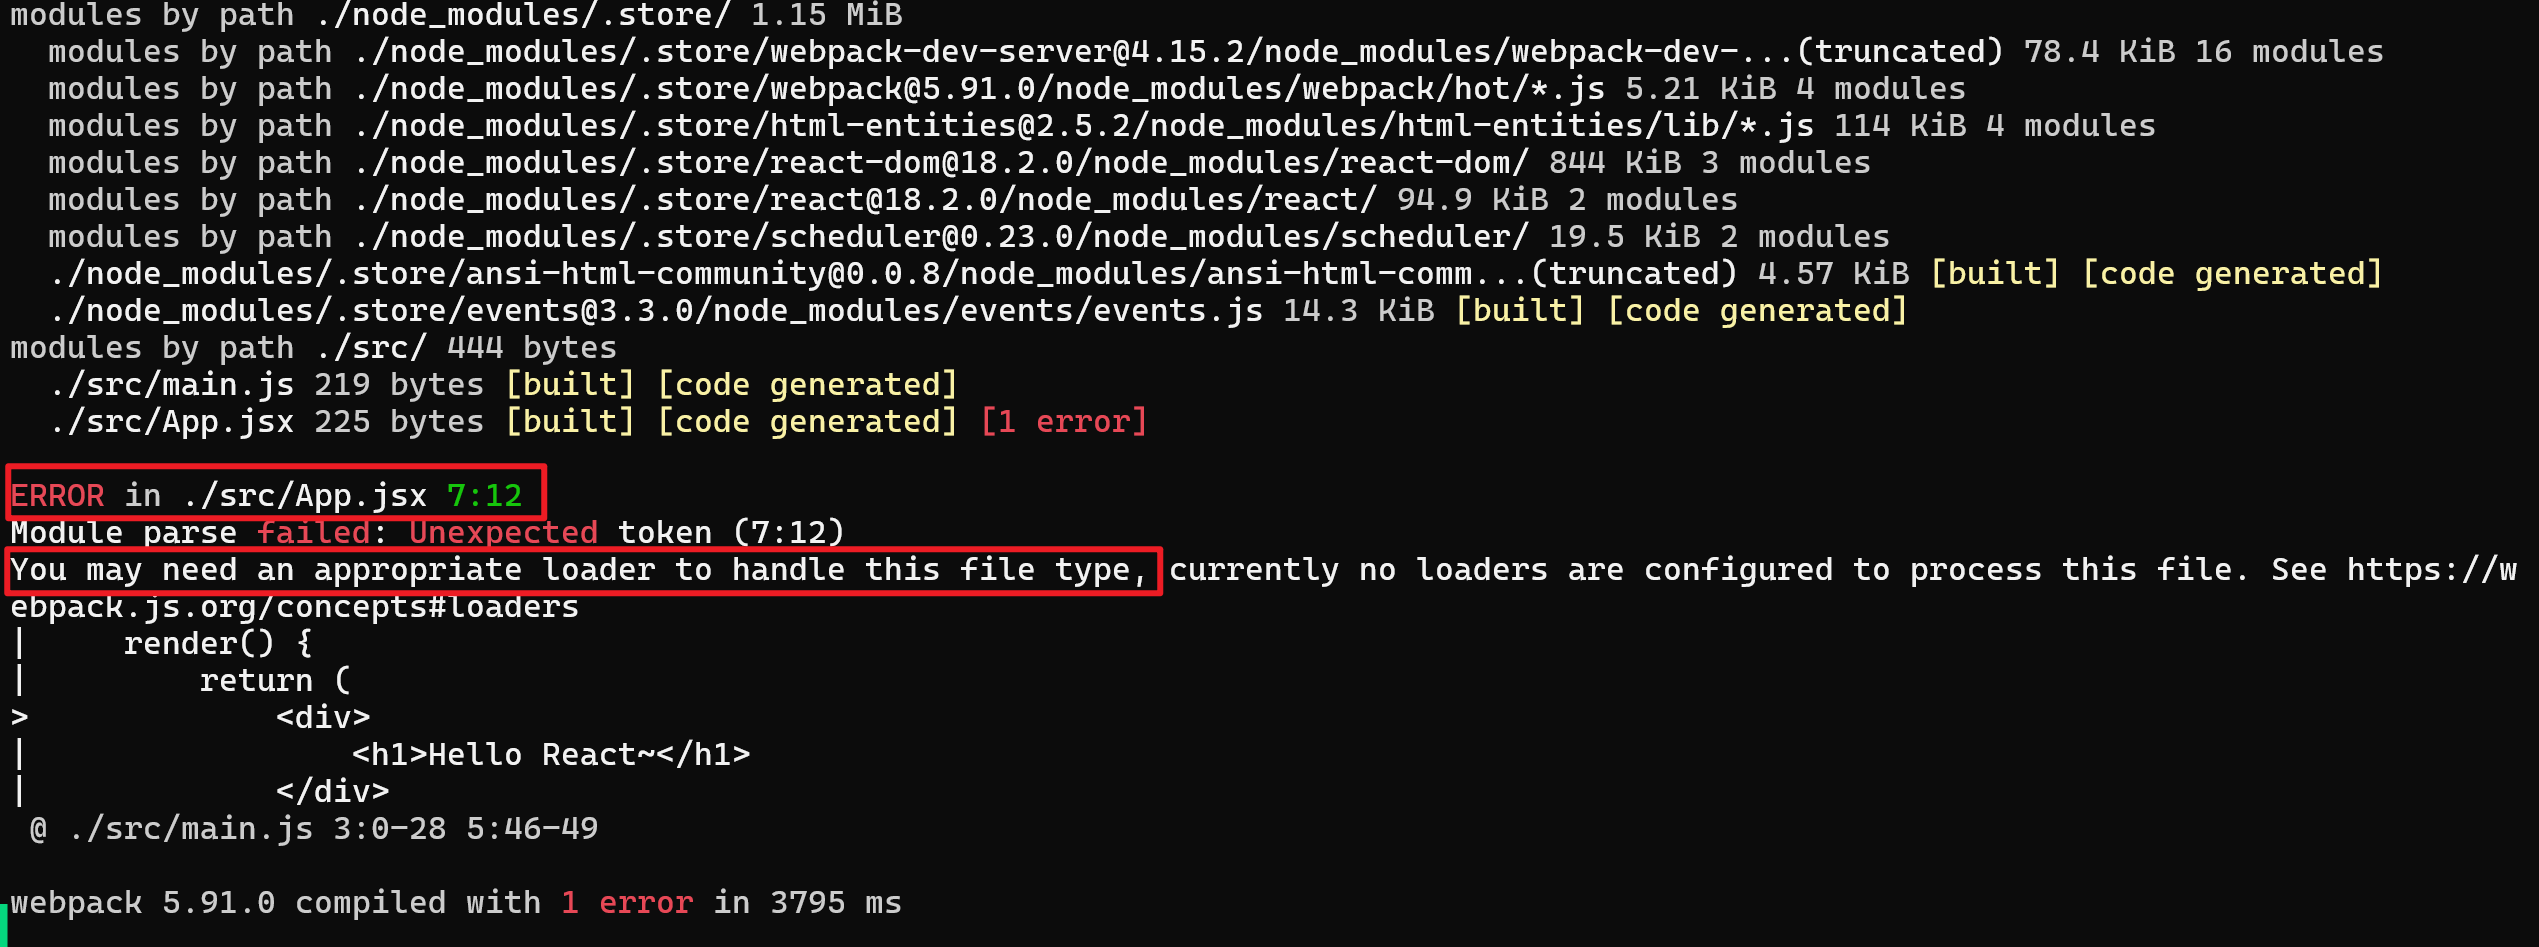 modules by path ./node_modules/.store/ 1.15 MiB
  modules by path ./node_modules/.store/webpack-dev-server@4.15.2/node_modules/webpack-dev-...(truncated) 78.4 KiB 16 modules
  modules by path ./node_modules/.store/webpack@5.91.0/node_modules/webpack/hot/*.js 5.21 KiB 4 modules
  modules by path ./node_modules/.store/html-entities@2.5.2/node_modules/html-entities/lib/*.js 114 KiB 4 modules
  modules by path ./node_modules/.store/react-dom@18.2.0/node_modules/react-dom/ 844 KiB 3 modules
  modules by path ./node_modules/.store/react@18.2.0/node_modules/react/ 94.9 KiB 2 modules
  modules by path ./node_modules/.store/scheduler@0.23.0/node_modules/scheduler/ 19.5 KiB 2 modules
  ./node_modules/.store/ansi-html-community@0.0.8/node_modules/ansi-html-comm...(truncated) 4.57 KiB [built] [code generated]
  ./node_modules/.store/events@3.3.0/node_modules/events/events.js 14.3 KiB [built] [code generated]
modules by path ./src/ 444 bytes
  ./src/main.js 219 bytes [built] [code generated]
  ./src/App.jsx 225 bytes [built] [code generated] [1 error]
ERROR in ./src/App.jsx 7:12
Module parse failed: Unexpected token (7:12)
You may need an appropriate loader to handle this file type, currently no loaders are configured to process this file. See https://w
ebpack.js.org/concepts#loaders
|     render() {
|         return (
>             <div>
|                 <h1>Hello React~</h1>
|             </div>
 @ ./src/main.js 3:0-28 5:46-49
webpack 5.91.0 compiled with 1 error in 3795 ms